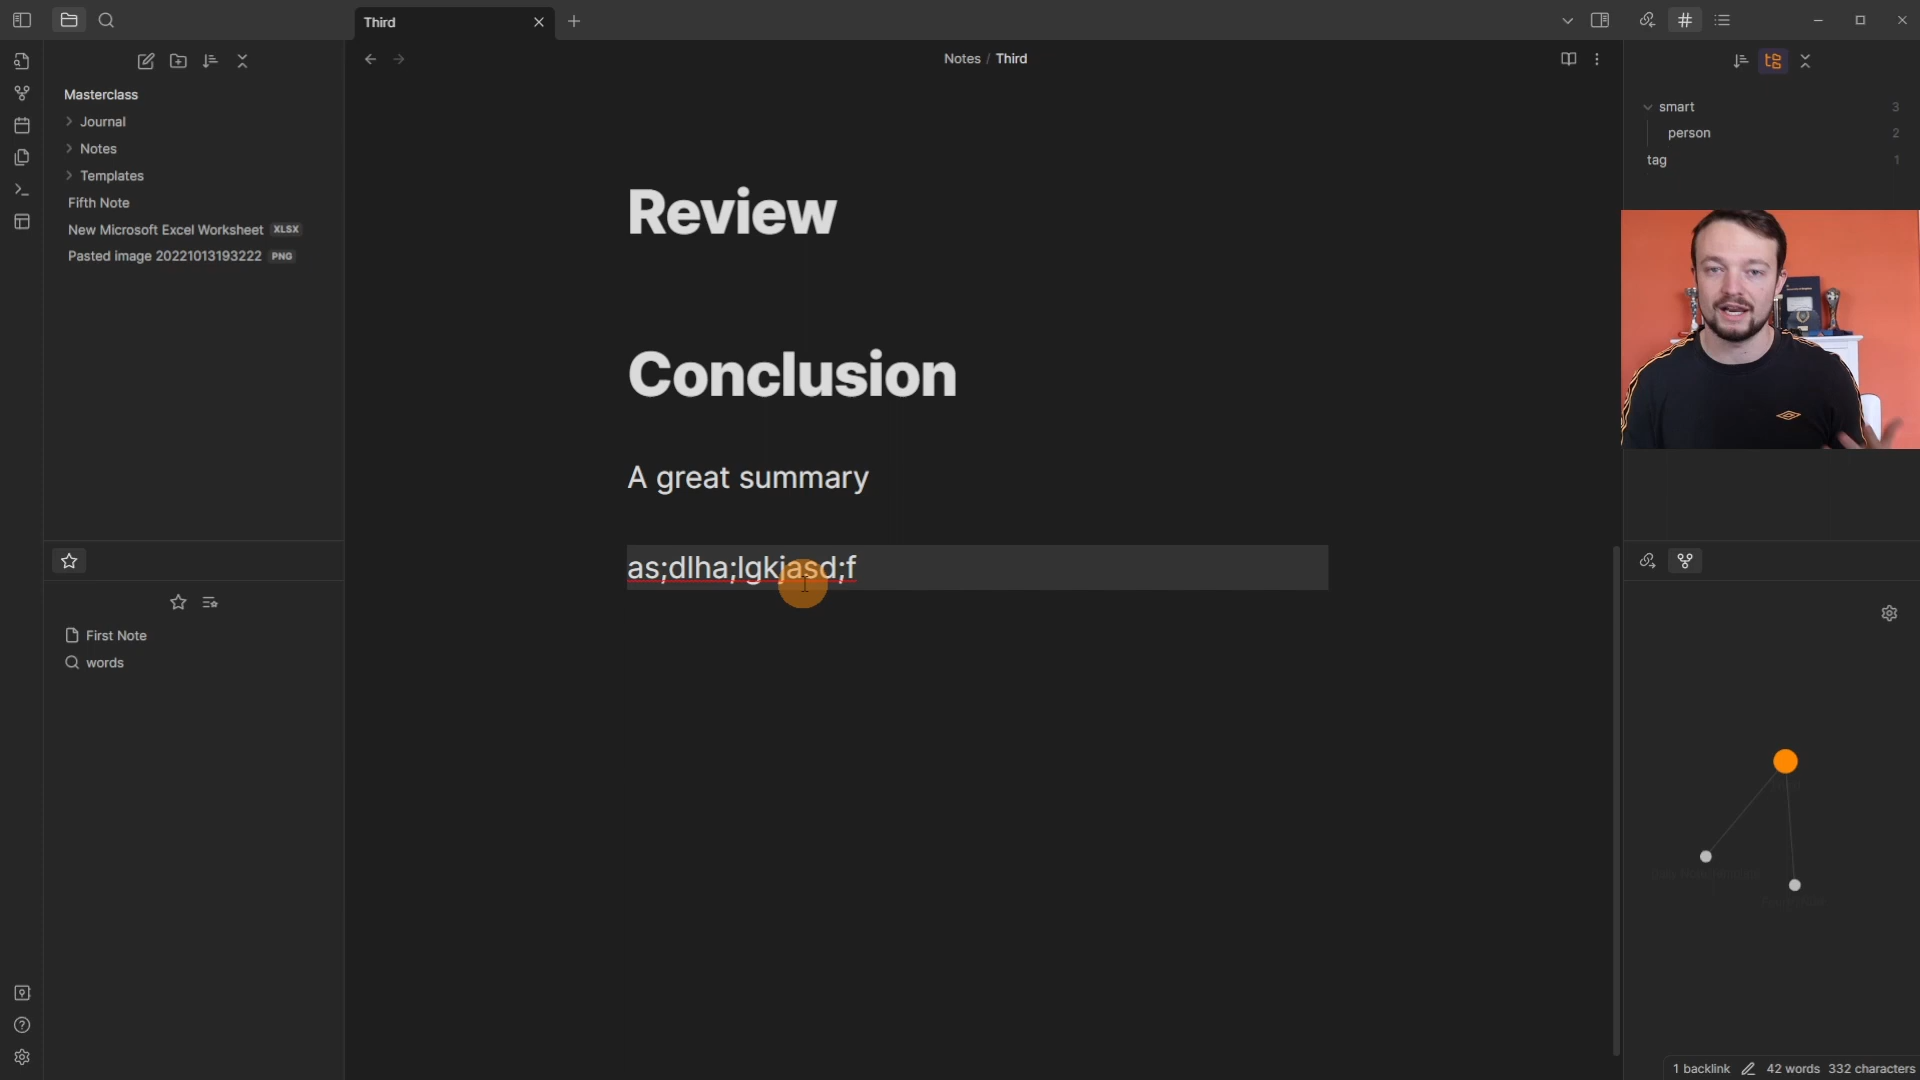 Third
Notes / Third
Masterclass
Journal
Notes
Templates
Fifth Note
New Microsoft Excel Worksheet XLSX
Pasted image 20221013193222 PNG
First Note
words
Review
Conclusion
A great summary
as;dlha;lgkjasd;f
smart 3
person 2
tag 1
1 backlink 42 words 332 characters